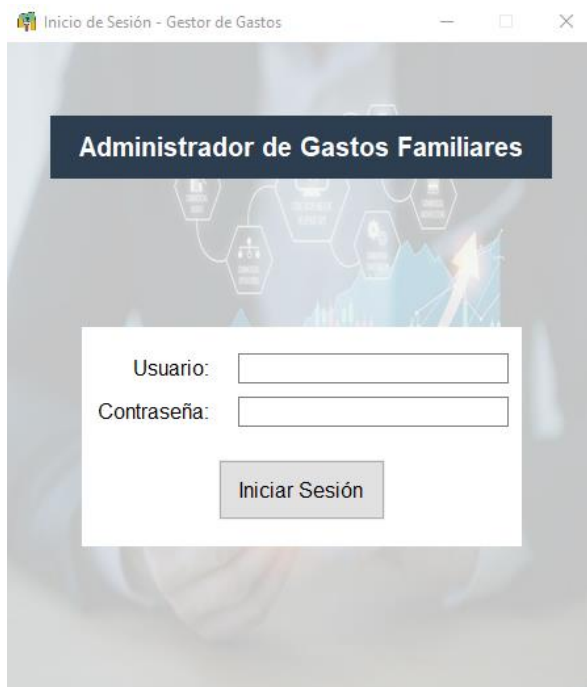 Inicio de Sesión - Gestor de Gastos
Administrador de Gastos Familiares
Usuario:
Contraseña:
Iniciar Sesión